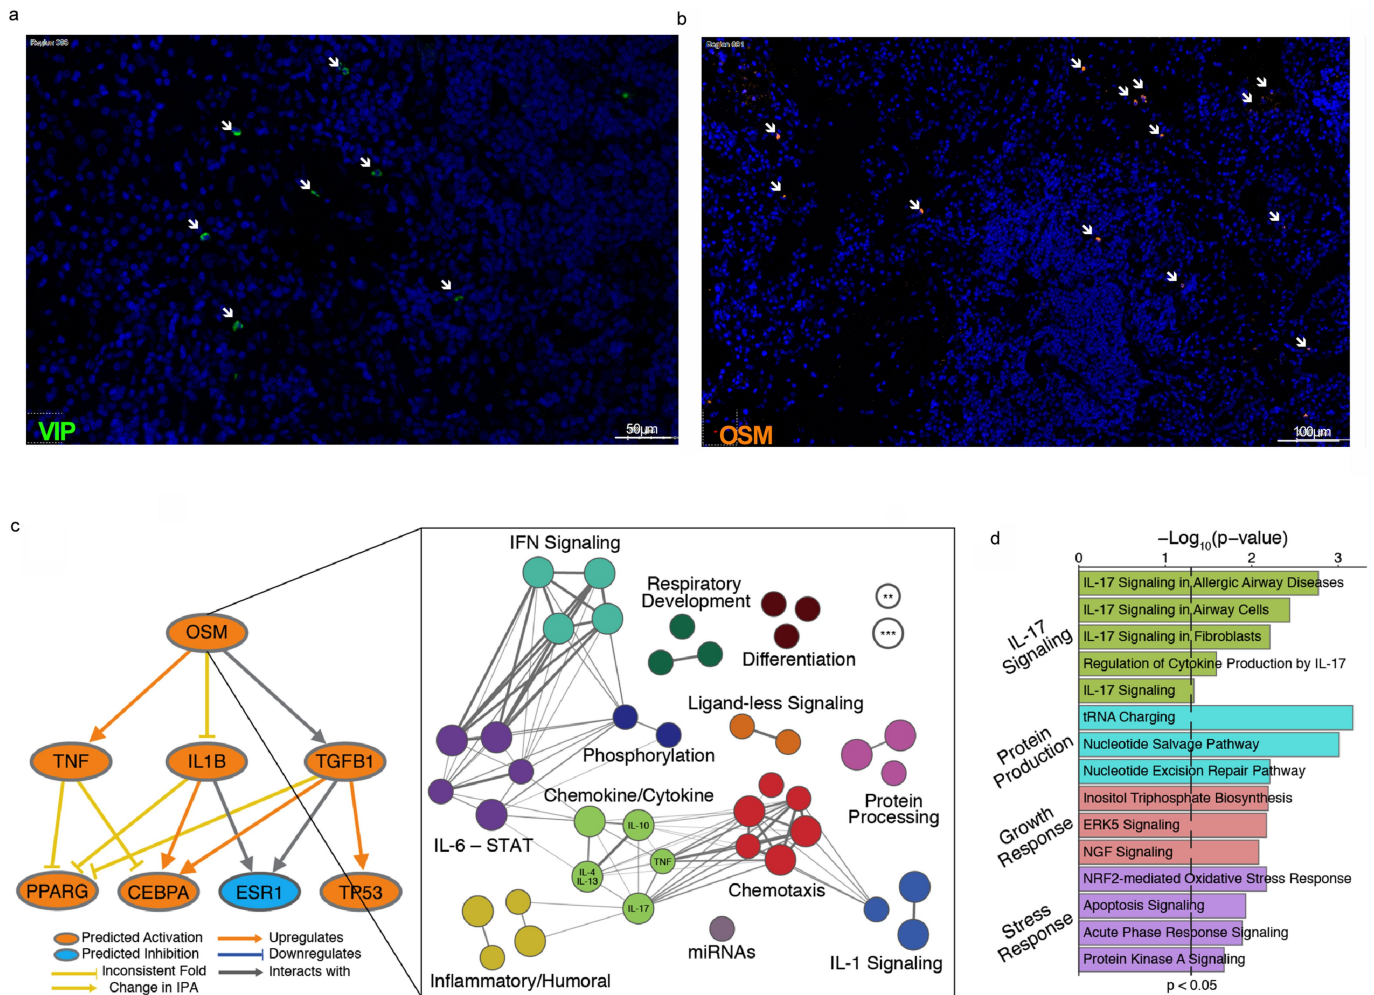 a
b
VIP
50µm
OSM
100µm
c
OSM
TNF
IL1B
TGFB1
PPARG
CEBPA
ESR1
TP53
Predicted Activation
Predicted Inhibition
Inconsistent Fold
Change in IPA
Upregulates
Downregulates
Interacts with
IFN Signaling
Respiratory
Development
Differentiation
**
***
Ligand-less Signaling
Phosphorylation
Protein
Processing
Chemokine/Cytokine
IL-10
TNF
IL-4
IL-13
IL-17
IL-6 – STAT
Chemotaxis
miRNAs
IL-1 Signaling
Inflammatory/Humoral
d
−Log10(p−value)
0 1 2 3
IL-17
Signaling
IL-17 Signaling in Allergic Airway Diseases
IL-17 Signaling in Airway Cells
IL-17 Signaling in Fibroblasts
Regulation of Cytokine Production by IL-17
IL-17 Signaling
Protein
Production
tRNA Charging
Nucleotide Salvage Pathway
Nucleotide Excision Repair Pathway
Growth
Response
Inositol Triphosphate Biosynthesis
ERK5 Signaling
NGF Signaling
Stress
Response
NRF2-mediated Oxidative Stress Response
Apoptosis Signaling
Acute Phase Response Signaling
Protein Kinase A Signaling
p < 0.05